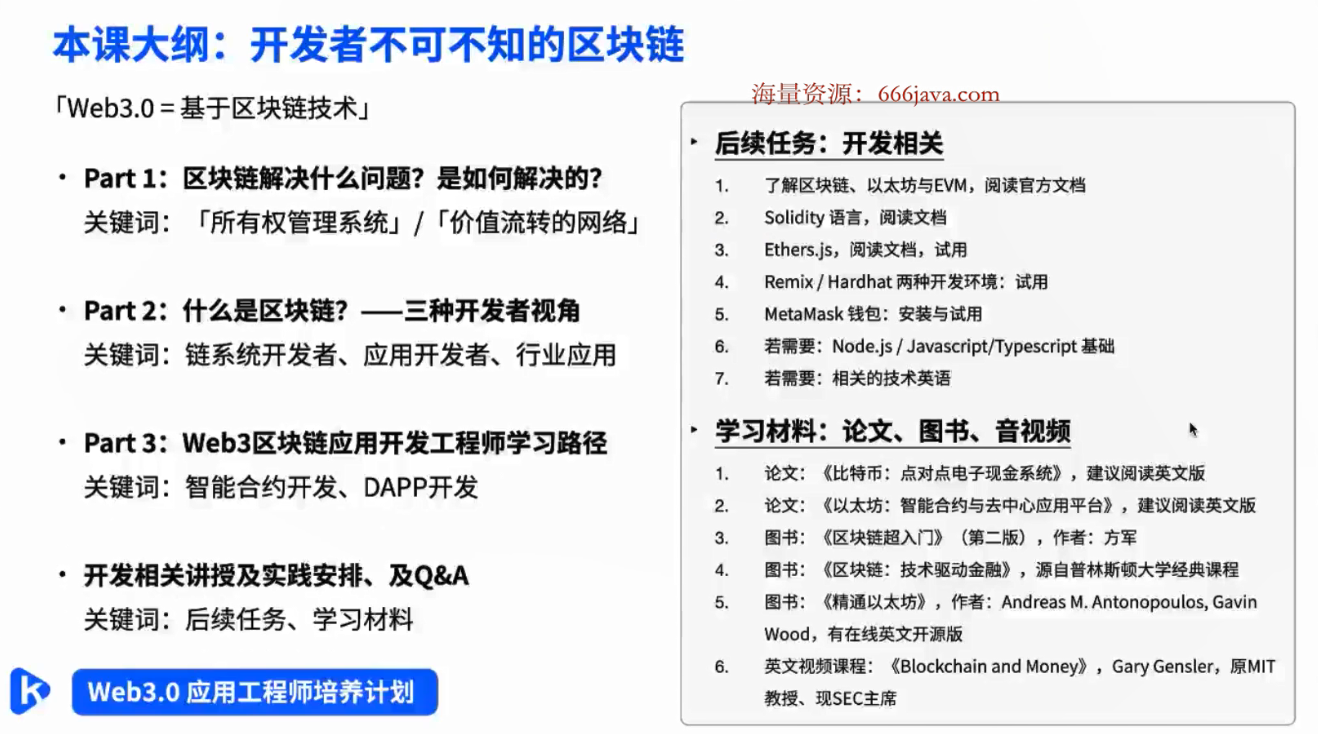 本课大纲：开发者不可不知的区块链
「Web3.0 = 基于区块链技术」
· Part 1：区块链解决什么问题？是如何解决的？
关键词：「所有权管理系统」/「价值流转的网络」
· Part 2：什么是区块链？——三种开发者视角
关键词：链系统开发者、应用开发者、行业应用
· Part 3：Web3区块链应用开发工程师学习路径
关键词：智能合约开发、DAPP开发
· 开发相关讲授及实践安排、及Q&A
关键词：后续任务、学习材料
Web3.0 应用工程师培养计划
海量资源：666java.com
后续任务：开发相关
1. 了解区块链、以太坊与EVM，阅读官方文档
2. Solidity 语言，阅读文档
3. Ethers.js，阅读文档，试用
4. Remix / Hardhat 两种开发环境：试用
5. MetaMask 钱包：安装与试用
6. 若需要：Node.js / Javascript/Typescript 基础
7. 若需要：相关的技术英语
学习材料：论文、图书、音视频
1. 论文：《比特币：点对点电子现金系统》，建议阅读英文版
2. 论文：《以太坊：智能合约与去中心应用平台》，建议阅读英文版
3. 图书：《区块链超入门》（第二版），作者：方军
4. 图书：《区块链：技术驱动金融》，源自普林斯顿大学经典课程
5. 图书：《精通以太坊》，作者：Andreas M. Antonopoulos, Gavin
Wood，有在线英文开源版
6. 英文视频课程：《Blockchain and Money》，Gary Gensler，原MIT
教授、现SEC主席